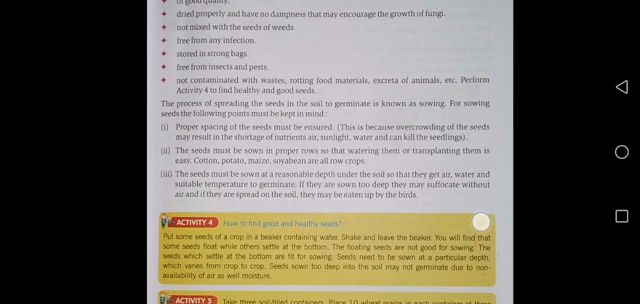 of good quality.
dried properly and have no dampness that may encourage the growth of fungi.
not mixed with the seeds of weeds.
free from any infection.
stored in strong bags.
free from insects and pests.
not contaminated with wastes, rotting food materials, excreta of animals, etc. Perform
Activity 4 to find healthy and good seeds.
The process of spreading the seeds in the soil to germinate is known as sowing. For sowing
seeds the following points must be kept in mind :
(i) Proper spacing of the seeds must be ensured. (This is because overcrowding of the seeds
may result in the shortage of nutrients air, sunlight, water and can kill the seedlings).
(ii) The seeds must be sown in proper rows so that watering them or transplanting them is
easy. Cotton, potato, maize, soyabean are all row crops.
(iii) The seeds must be sown at a reasonable depth under the soil so that they get air, water and
suitable temperature to germinate. If they are sown too deep they may suffocate without
air and if they are spread on the soil, they may be eaten up by the birds.
ACTIVITY 4 How to find good and healthy seeds?
Put some seeds of a crop in a beaker containing water. Shake and leave the beaker. You will find that
some seeds float while others settle at the bottom. The floating seeds are not good for sowing. The
seeds which settle at the bottom are fit for sowing. Seeds need to be sown at a particular depth,
which varies from crop to crop. Seeds sown too deep into the soil may not germinate due to non-
availability of air as well moisture.
ACTIVITY 5 Take three soil-filled containers. Place 10 wheat grains in each container at three